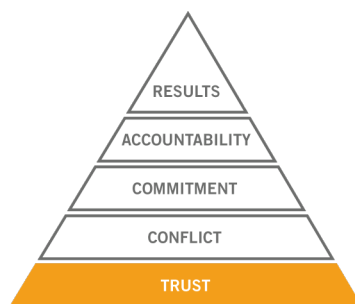 RESULTS
ACCOUNTABILITY
COMMITMENT
CONFLICT
TRUST